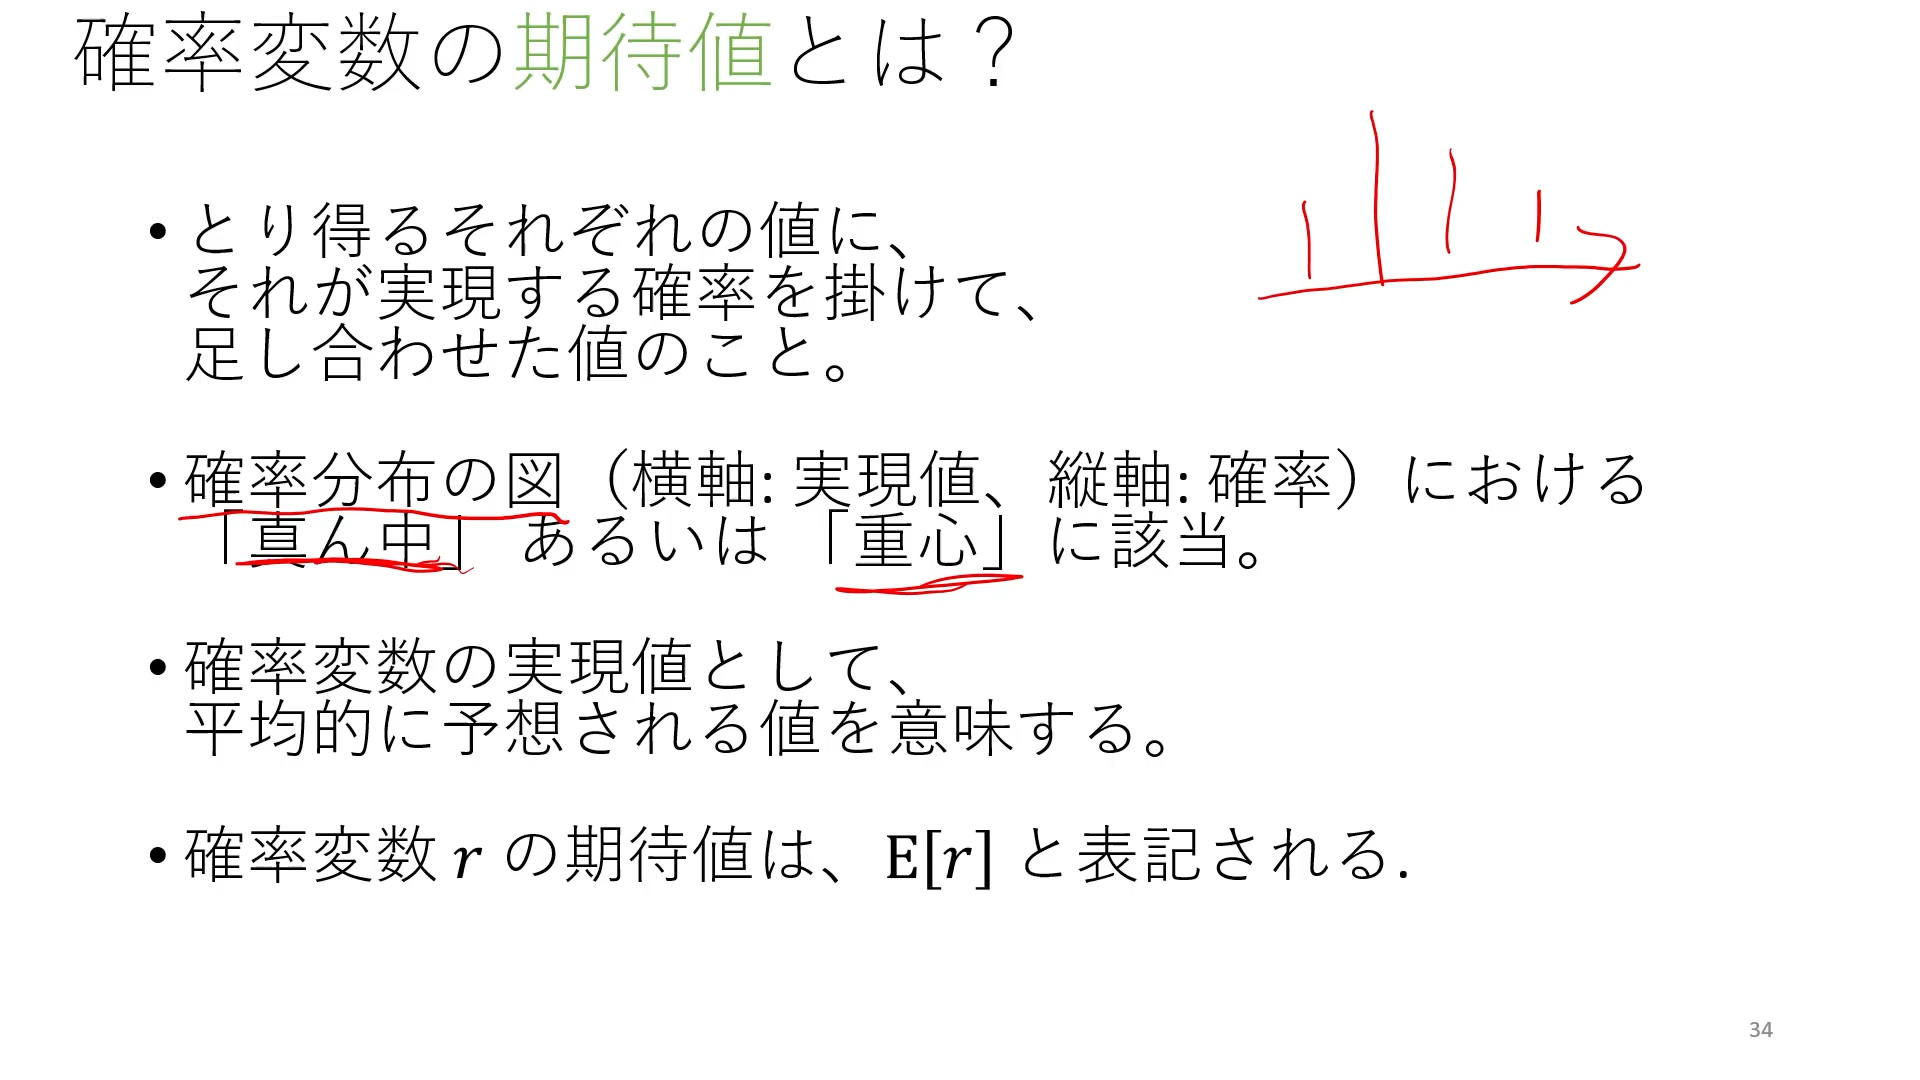 確率変数の期待値とは？
• とり得るそれぞれの値に、
それが実現する確率を掛けて、
足し合わせた値のこと。
• 確率分布の図（横軸: 実現値、縦軸: 確率）における
「真ん中」 あるいは 「重心」に該当。
• 確率変数の実現値として、
平均的に予想される値を意味する。
• 確率変数 r の期待値は、E[r] と表記される.
34